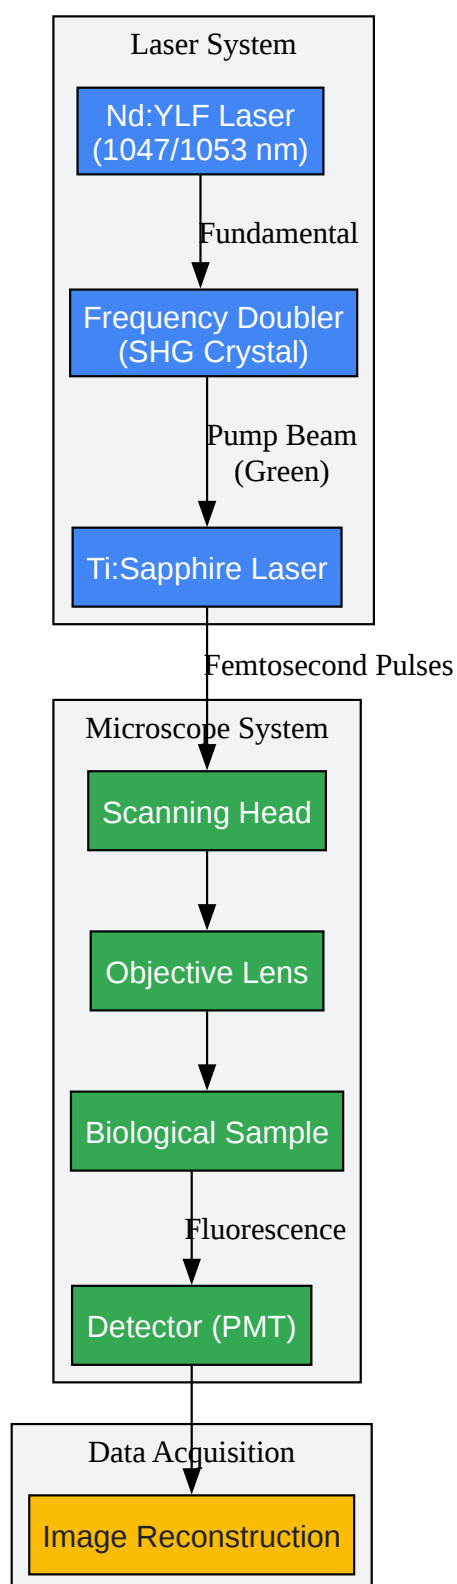 Laser System
Nd:YLF Laser
(1047/1053 nm)
Fundamental
Frequency Doubler
(SHG Crystal)
Pump Beam
(Green)
Ti:Sapphire Laser
Femtosecond Pulses
Microscope System
Scanning Head
Objective Lens
Biological Sample
Fluorescence
Detector (PMT)
Data Acquisition
Image Reconstruction